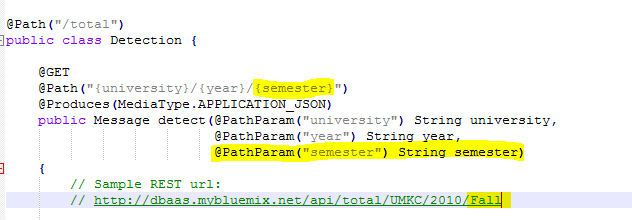 @Path("/total")
public class Detection {
@GET
@Path("{university}/{year}/{semester}")
@Produces(MediaType.APPLICATION_JSON)
public Message detect(@PathParam("university") String university,
@PathParam("year") String year,
@PathParam("semester") String semester)
{
// Sample REST url:
// http://dbaas.mybluemix.net/api/total/UMKC/2010/Fall